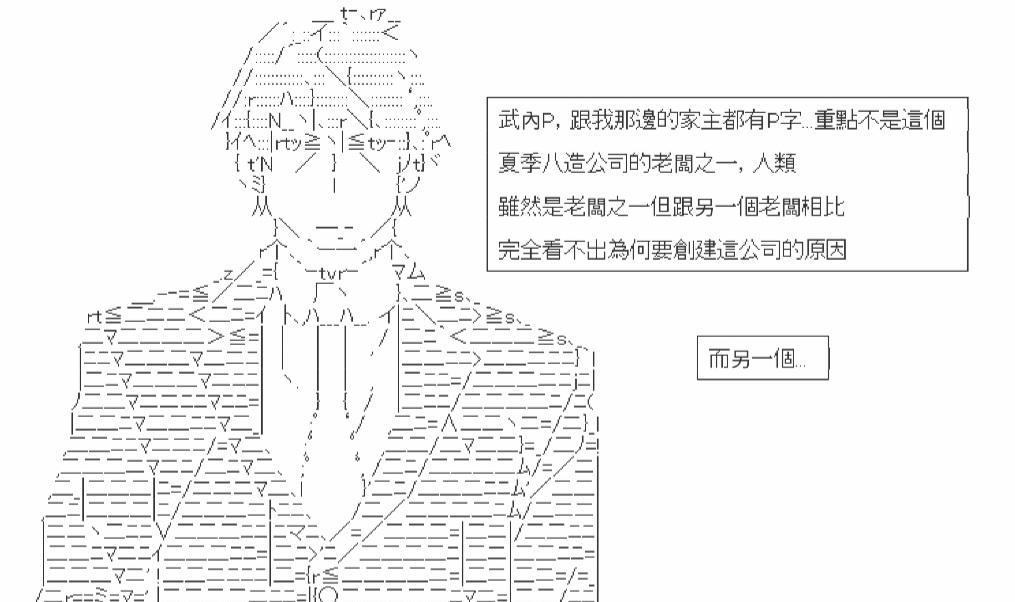 武內P，跟我那邊的家主都有P字...重點不是這個
夏季八造公司的老闆之一，人類
雖然是老闆之一但跟另一個老闆相比
完全看不出為何要創建這公司的原因
而另一個...